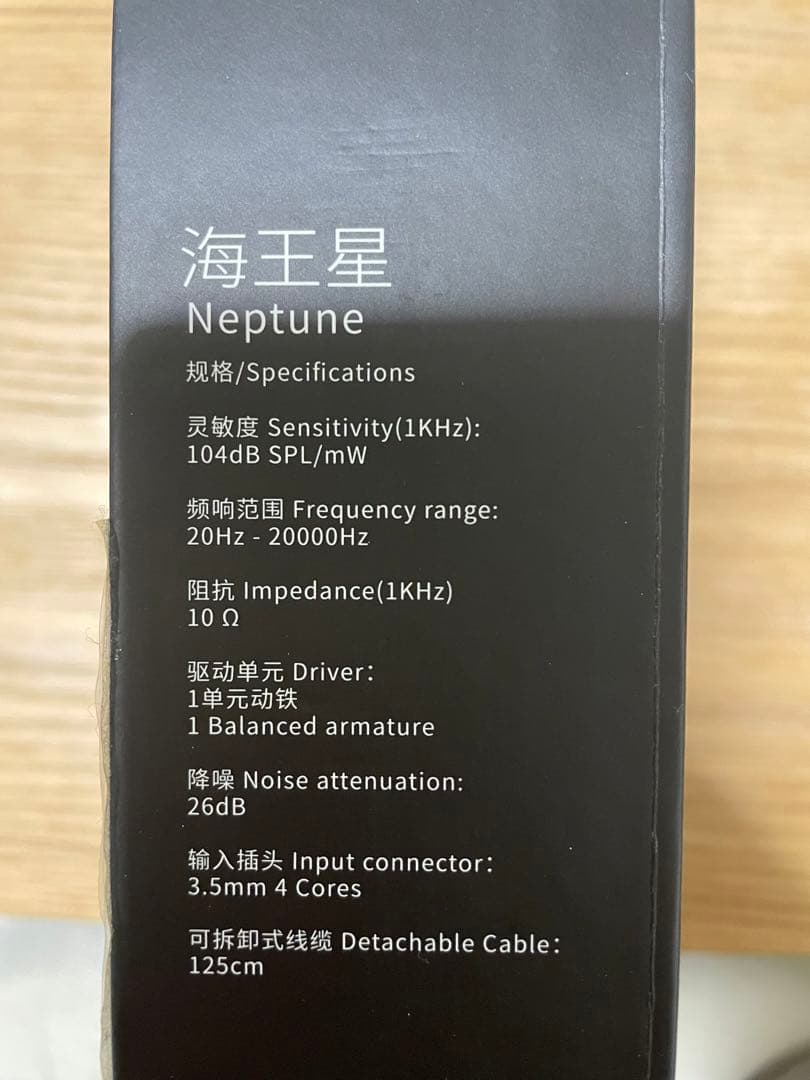 海王星
Neptune
规格/Specifications
灵敏度 Sensitivity(1KHz):
104dB SPL/mW
频响范围 Frequency range:
20Hz - 20000Hz
阻抗 Impedance(1KHz)
10 Ω
驱动单元 Driver：
1单元动铁
1 Balanced armature
降噪 Noise attenuation:
26dB
输入插头 Input connector：
3.5mm 4 Cores
可拆卸式线缆 Detachable Cable：
125cm